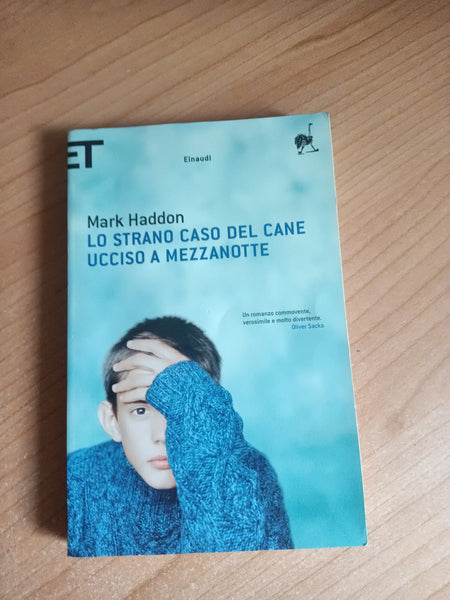 ET
Einaudi
Mark Haddon
LO STRANO CASO DEL CANE
UCCISO A MEZZANOTTE
Un romanzo commovente,
verosimile e molto divertente.
Oliver Sacks